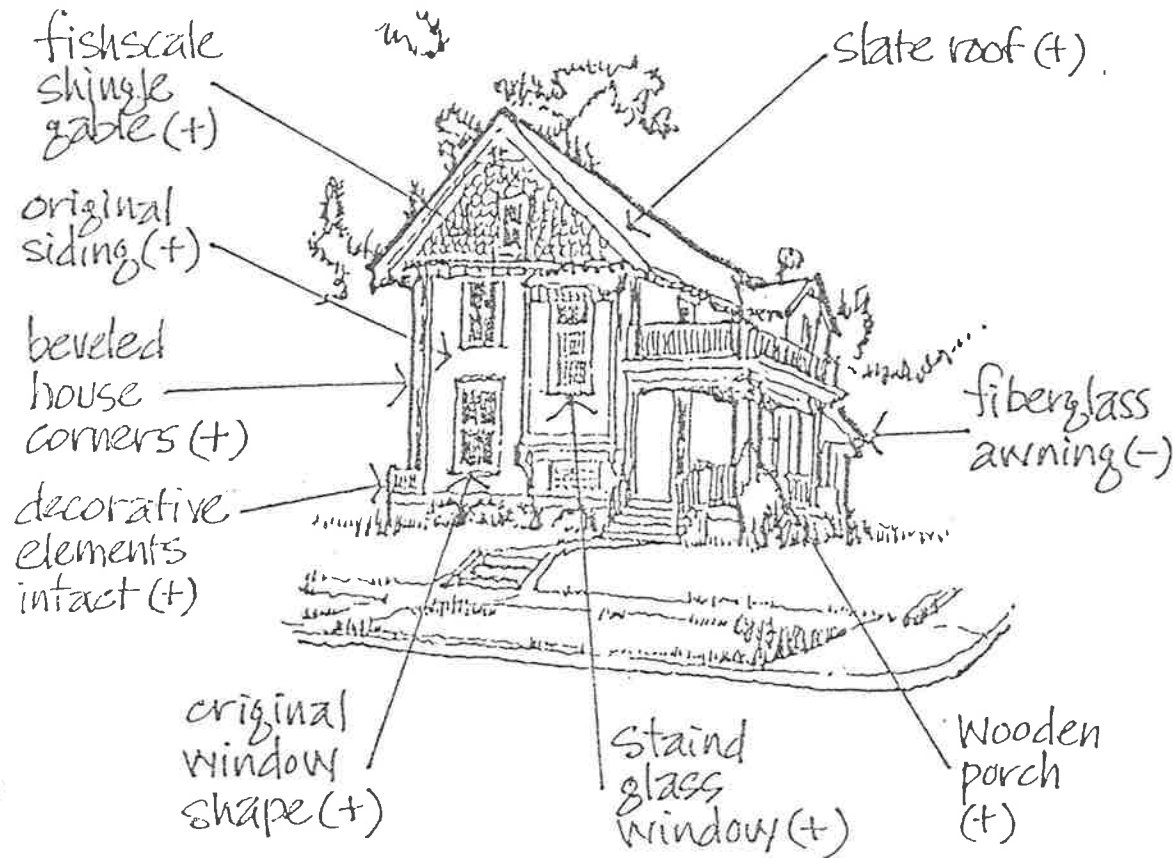 fishscale
shingle
gable (+)
slate roof (+)
original
siding (+)
beveled
house
corners (+)
fiberglass
awning (-)
decorative
elements
intact (+)
original
window
shape (+)
staind
glass
window (+)
wooden
porch
(+)